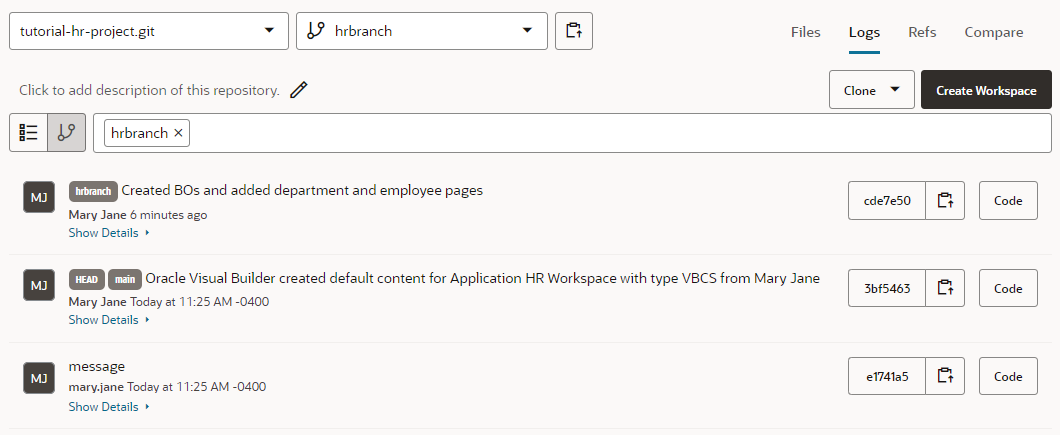 tutorial-hr-project.git hrbranch Files Logs Refs Compare
Click to add description of this repository. Clone Create Workspace
hrbranch ×
MJ hrbranch Created BOs and added department and employee pages cde7e50 Code
Mary Jane 6 minutes ago
Show Details
MJ HEAD main Oracle Visual Builder created default content for Application HR Workspace with type VBCS from Mary Jane 3bf5463 Code
Mary Jane Today at 11:25 AM -0400
Show Details
MJ message e1741a5 Code
mary.jane Today at 11:25 AM -0400
Show Details